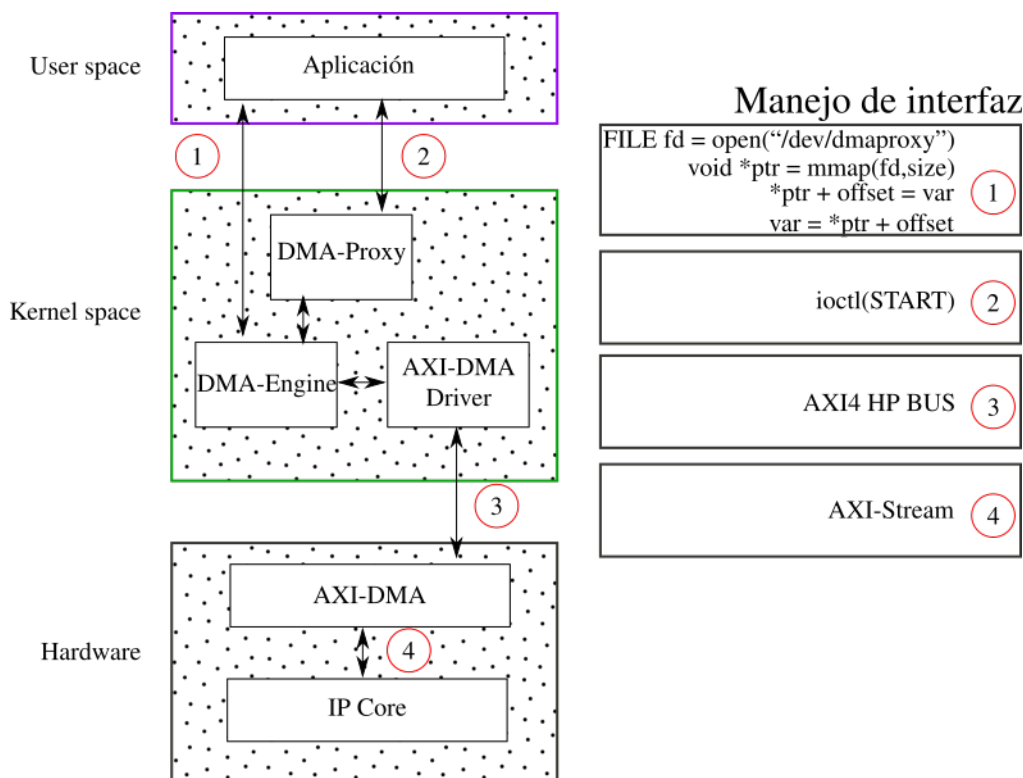 User space
Aplicación
1
2
Kernel space
DMA-Proxy
DMA-Engine
AXI-DMA
Driver
3
Hardware
AXI-DMA
4
IP Core
Manejo de interfaz
FILE fd = open(“/dev/dmaproxy”)
void *ptr = mmap(fd,size)
*ptr + offset = var
var = *ptr + offset
1
ioctl(START)
2
AXI4 HP BUS
3
AXI-Stream
4